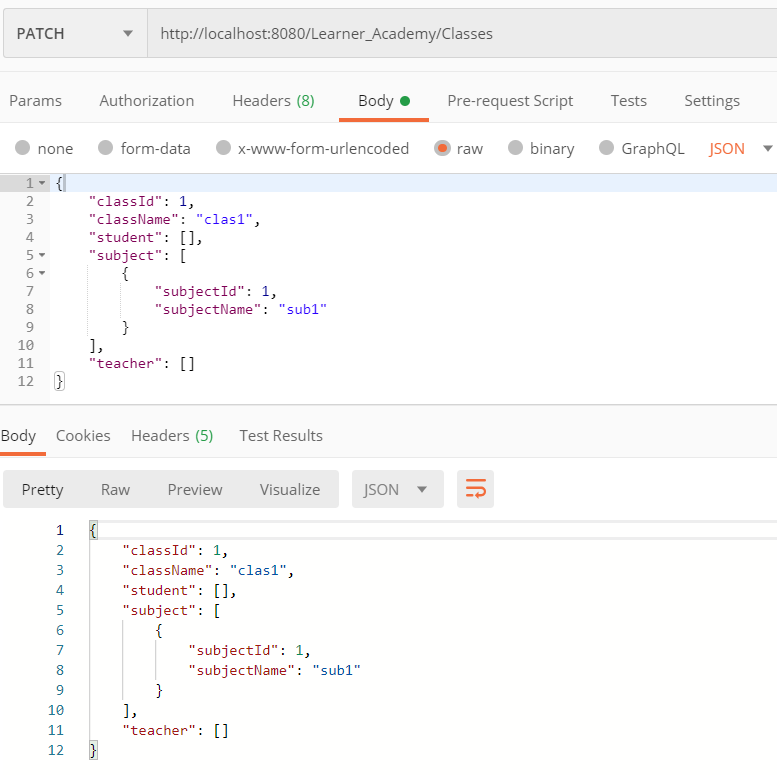 PATCH http://localhost:8080/Learner_Academy/Classes
Params Authorization Headers (8) Body Pre-request Script Tests Settings
none form-data x-www-form-urlencoded raw binary GraphQL JSON
1 {
2 "classId": 1,
3 "className": "clas1",
4 "student": [],
5 "subject": [
6 {
7 "subjectId": 1,
8 "subjectName": "sub1"
9 }
10 ],
11 "teacher": []
12 }
Body Cookies Headers (5) Test Results
Pretty Raw Preview Visualize JSON
1 {
2 "classId": 1,
3 "className": "clas1",
4 "student": [],
5 "subject": [
6 {
7 "subjectId": 1,
8 "subjectName": "sub1"
9 }
10 ],
11 "teacher": []
12 }